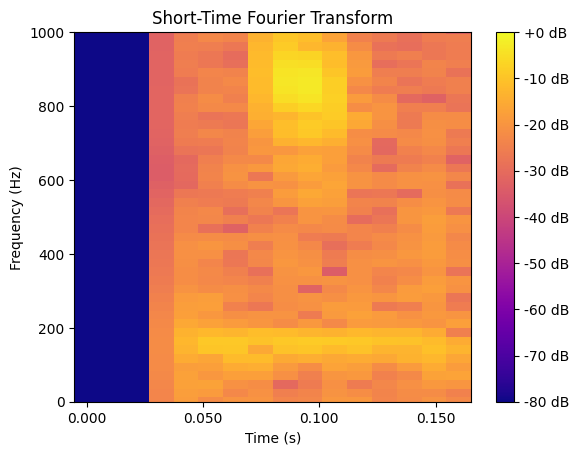 Short-Time Fourier Transform
Frequency (Hz)
1000
800
600
400
200
0
0.000 0.050 0.100 0.150
Time (s)
+0 dB
-10 dB
-20 dB
-30 dB
-40 dB
-50 dB
-60 dB
-70 dB
-80 dB